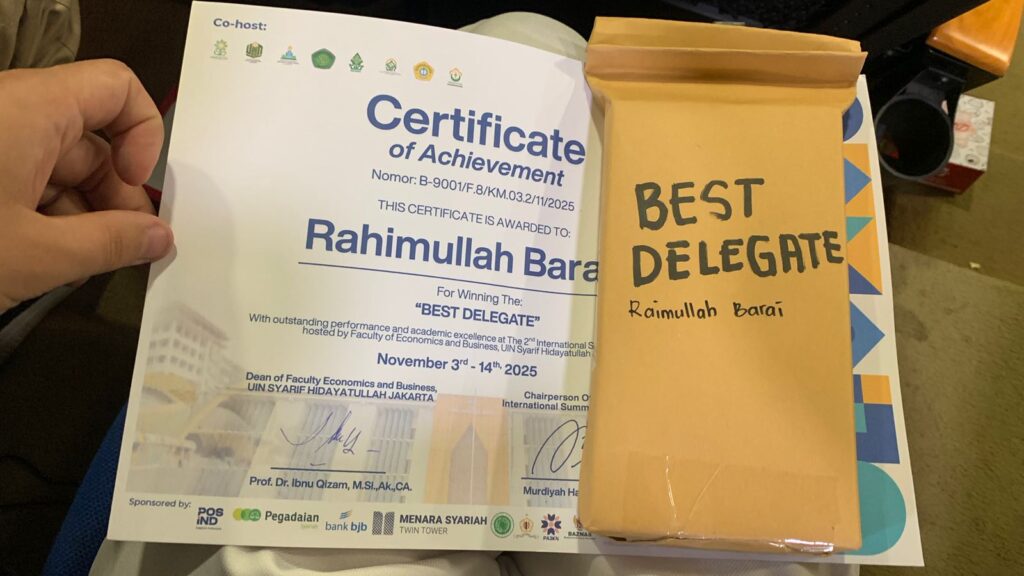 Co-host:
Certificate
of Achievement
Nomor: B-9001/F.8/KM.03.2/11/2025
THIS CERTIFICATE IS AWARDED TO:
Rahimullah Bara
For Winning The:
"BEST DELEGATE"
With outstanding performance and academic excellence at The 2nd International S
hosted by Faculty of Economics and Business, UIN Syarif Hidayatullah
November 3rd - 14th, 2025
Dean of Faculty Economics and Business,
UIN SYARIF HIDAYATULLAH JAKARTA
Prof. Dr. Ibnu Qizam, M.Si.,Ak.,CA.
Chairperson O
International Summ
Murdiyah Ha
Sponsored by:
POS
IND
Pegadaian
bank bjb
MENARA SYARIAH
TWIN TOWER
BAZNAS
BEST
DELEGATE
Raimullah Barai